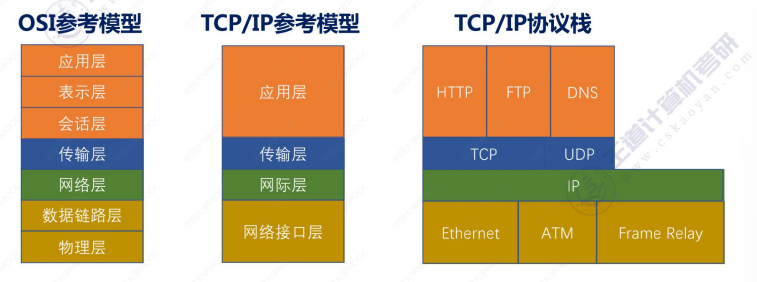 OSI参考模型
TCP/IP参考模型
TCP/IP协议栈
应用层
表示层
会话层
传输层
网络层
数据链路层
物理层
应用层
传输层
网际层
网络接口层
HTTP
FTP
DNS
TCP
UDP
IP
Ethernet
ATM
Frame Relay
王道计算机考研
www.cskaoyan.com